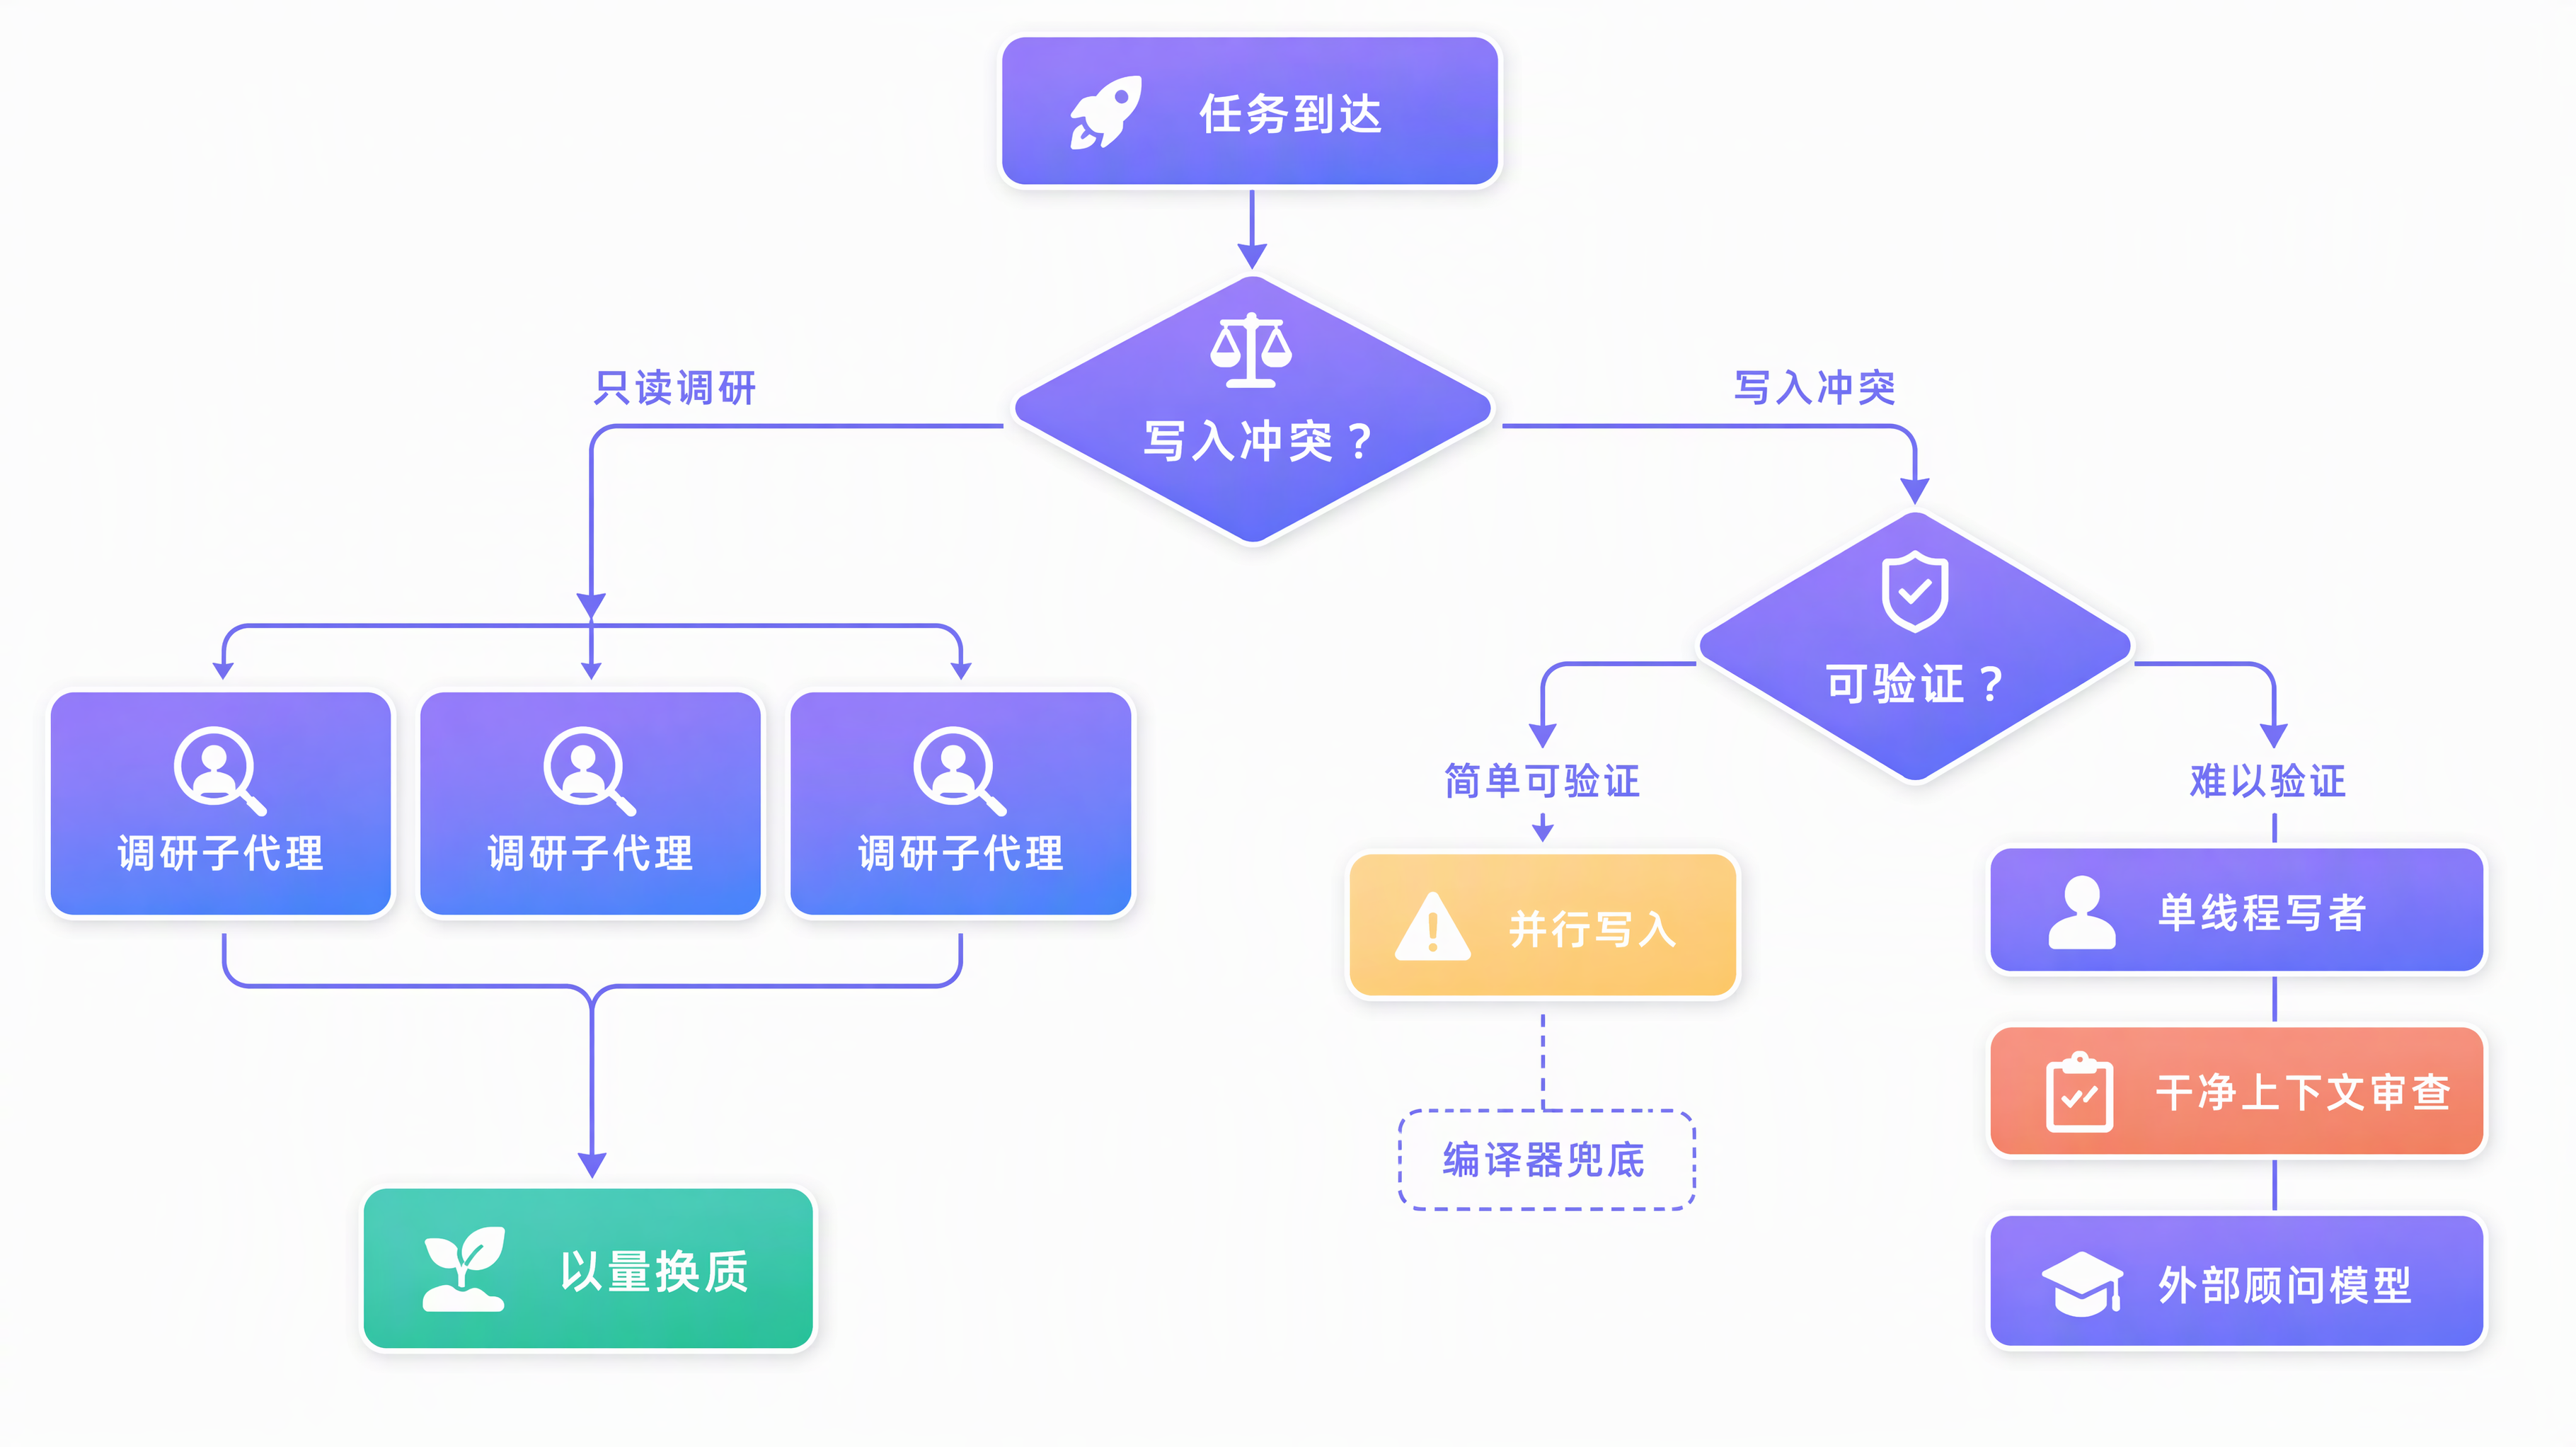 任务到达
写入冲突？
只读调研
写入冲突
可验证？
调研子代理
调研子代理
调研子代理
简单可验证
难以验证
并行写入
单线程写者
干净上下文审查
编译器兜底
以量换质
外部顾问模型